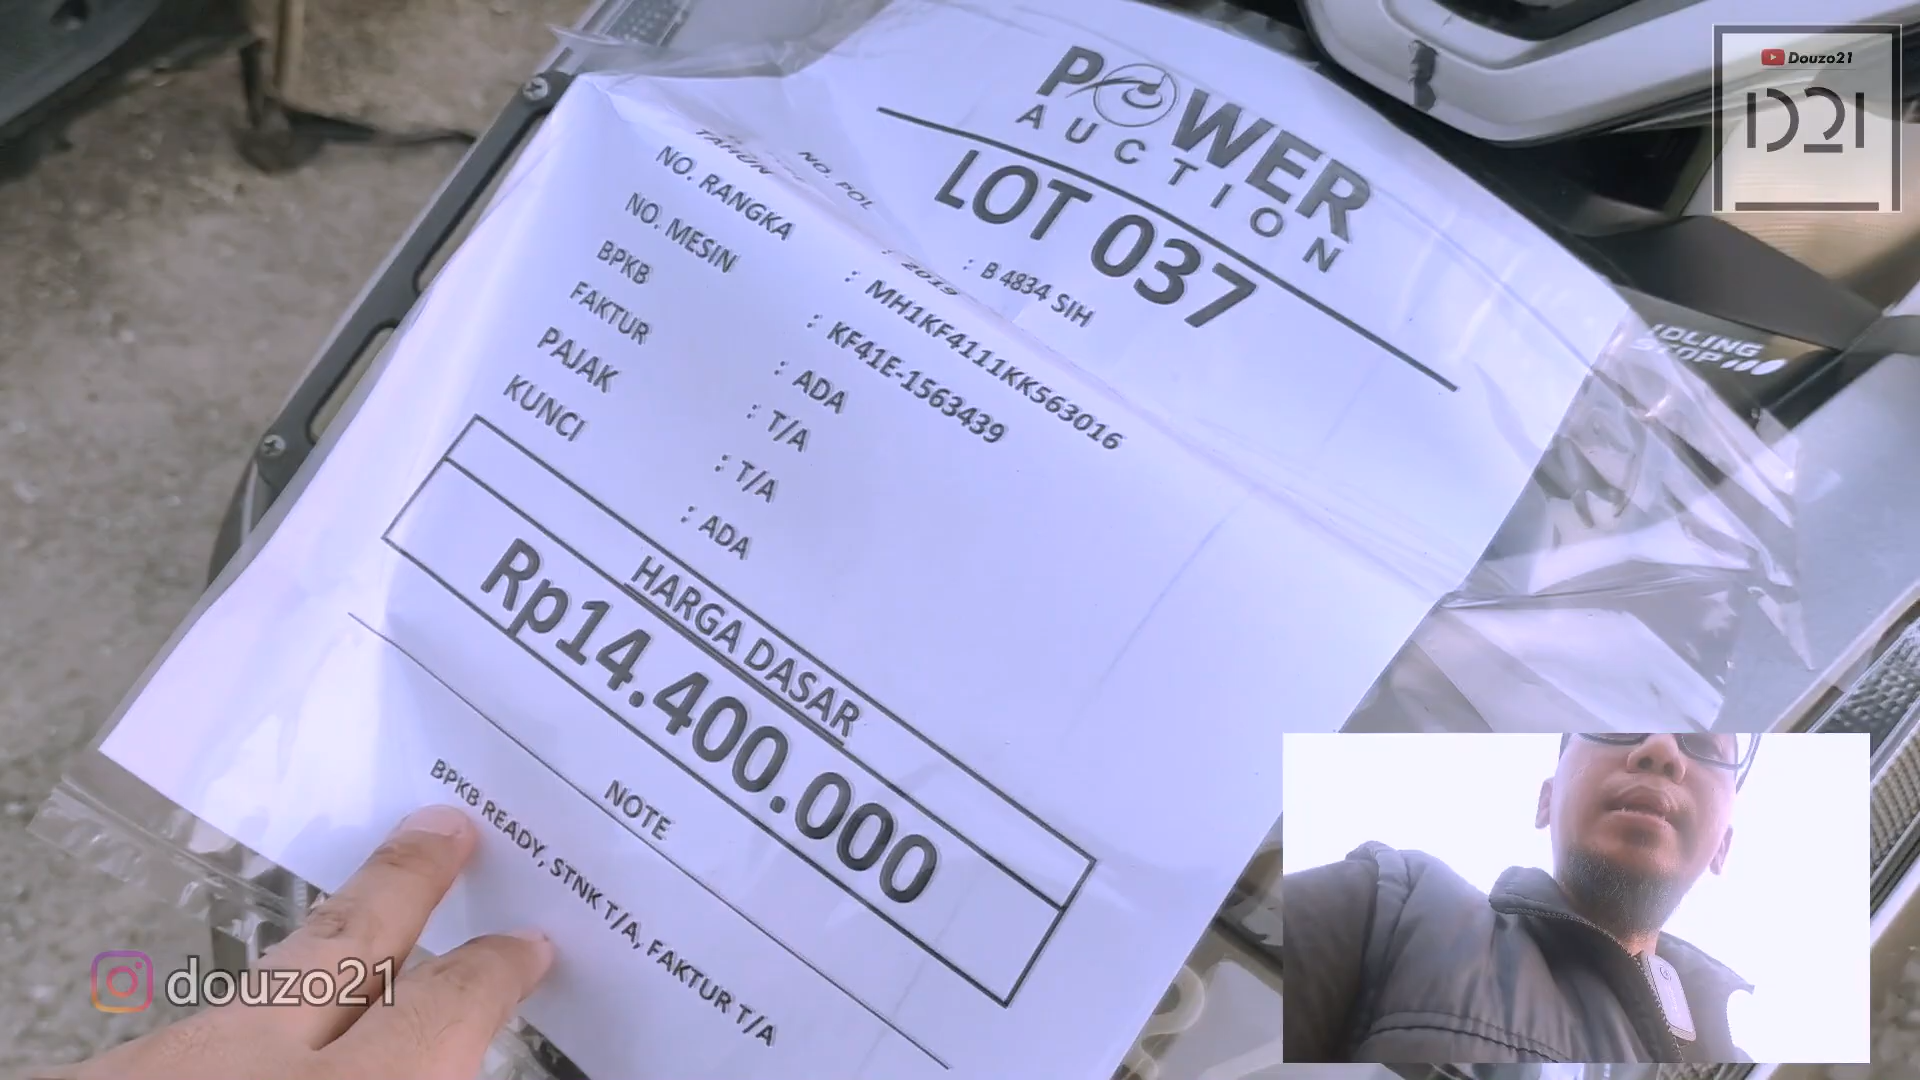 POWER
AUCTION
LOT 037
NO. POL : B 4834 SIH
TAHUN : 2019
NO. RANGKA : MH1KF4111KK563016
NO. MESIN : KF41E-1563439
BPKB : ADA
FAKTUR : T/A
PAJAK : T/A
KUNCI : ADA
HARGA DASAR
Rp14.400.000
NOTE
BPKB READY, STNK T/A, FAKTUR T/A
IDLING
STOP
Douzo21
D21
douzo21